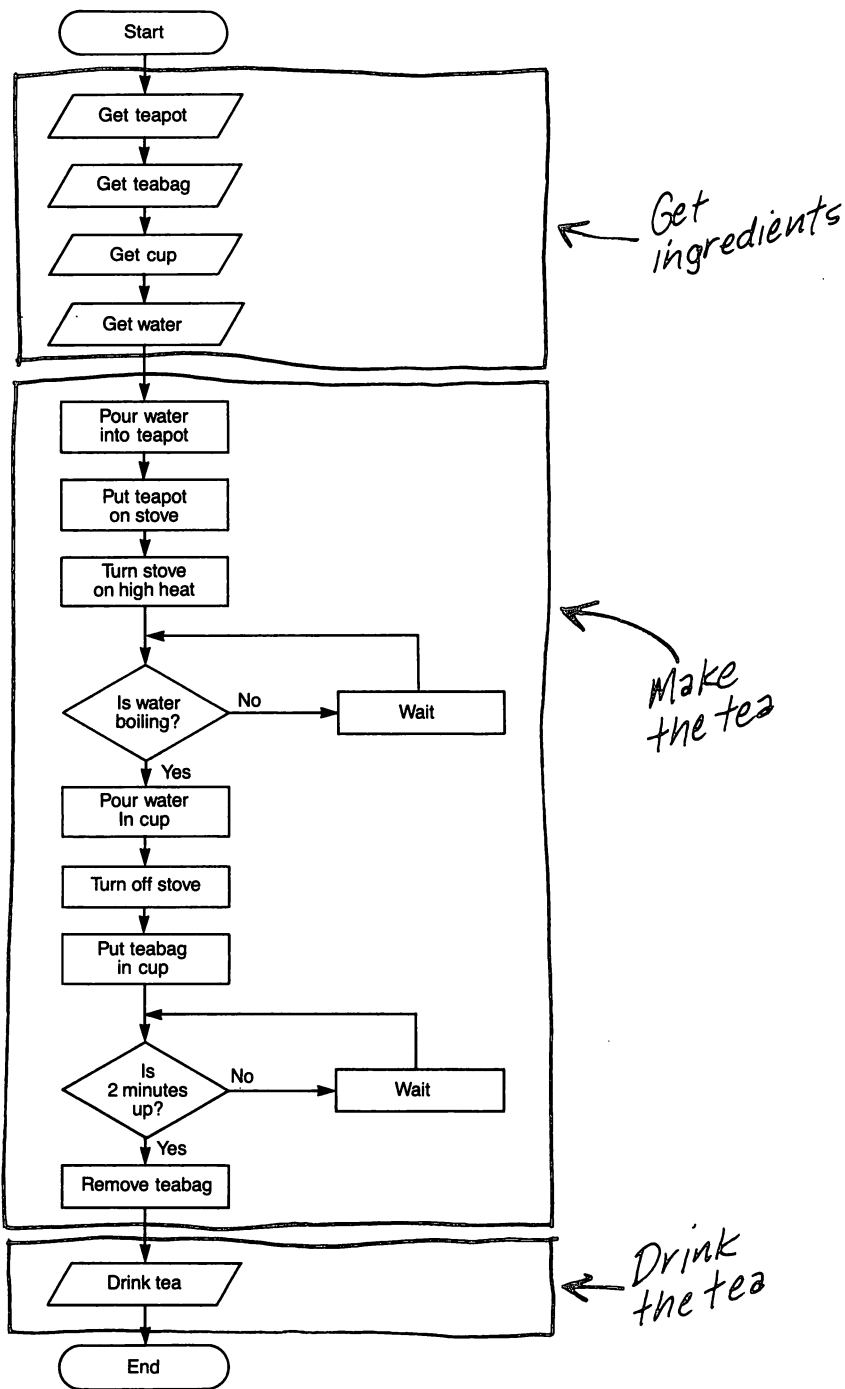 Start
Get teapot
Get teabag
Get cup
Get water
Get
ingredients
Pour water
into teapot
Put teapot
on stove
Turn stove
on high heat
Is water
boiling?
No
Wait
Make
the tea
Yes
Pour water
In cup
Turn off stove
Put teabag
in cup
Is
2 minutes
up?
No
Wait
Yes
Remove teabag
Drink tea
Drink
the tea
End